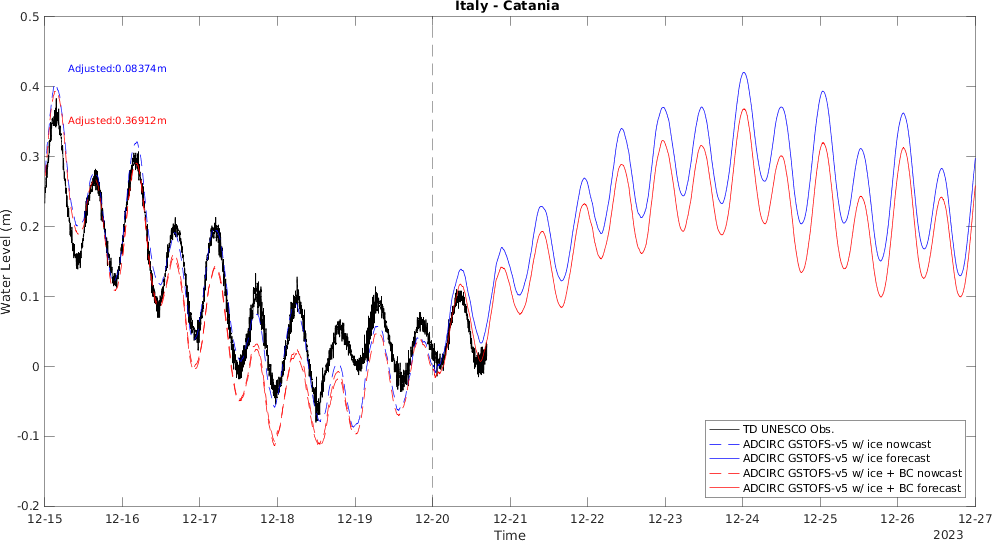 Italy - Catania
0.5
0.4
0.3
0.2
0.1
0
-0.1
-0.2
Water Level (m)
Adjusted:0.08374m
Adjusted:0.36912m
TD UNESCO Obs.
ADCIRC GSTOFS-v5 w/ ice nowcast
ADCIRC GSTOFS-v5 w/ ice forecast
ADCIRC GSTOFS-v5 w/ ice + BC nowcast
ADCIRC GSTOFS-v5 w/ ice + BC forecast
12-15 12-16 12-17 12-18 12-19 12-20 12-21 12-22 12-23 12-24 12-25 12-26 12-27
Time
2023